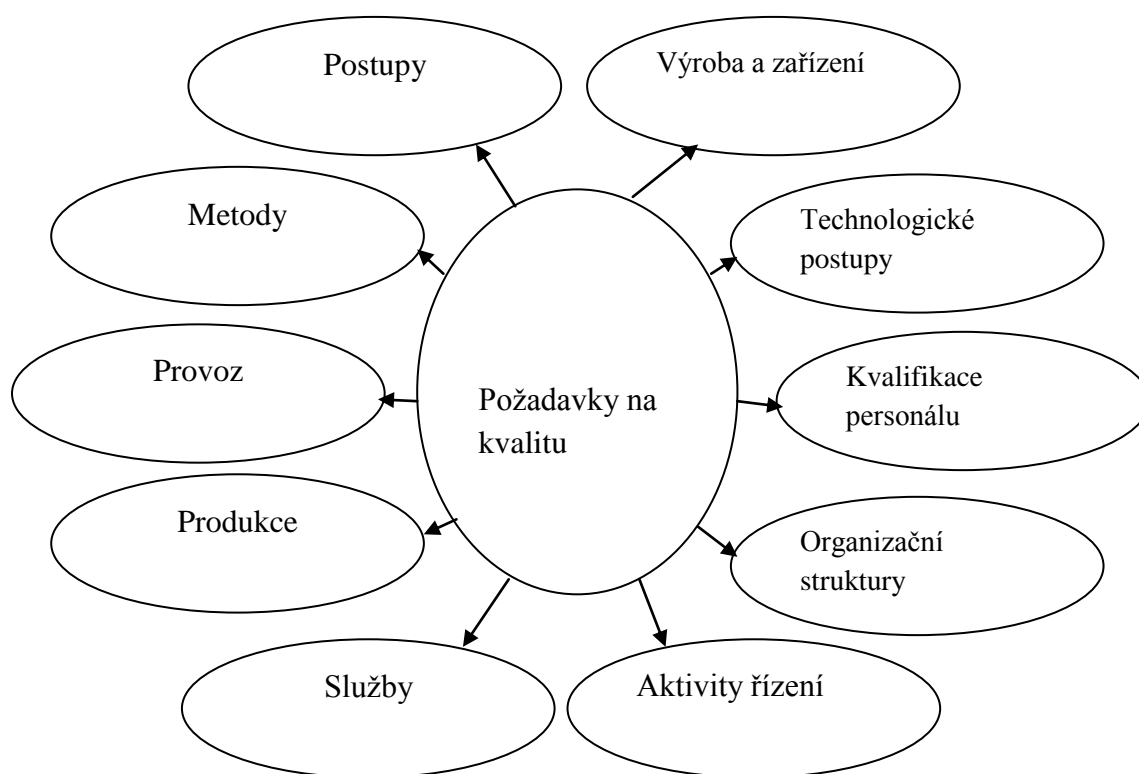 Postupy
Výroba a zařízení
Metody
Technologické
postupy
Provoz
Požadavky na
kvalitu
Kvalifikace
personálu
Produkce
Organizační
struktury
Služby
Aktivity řízení